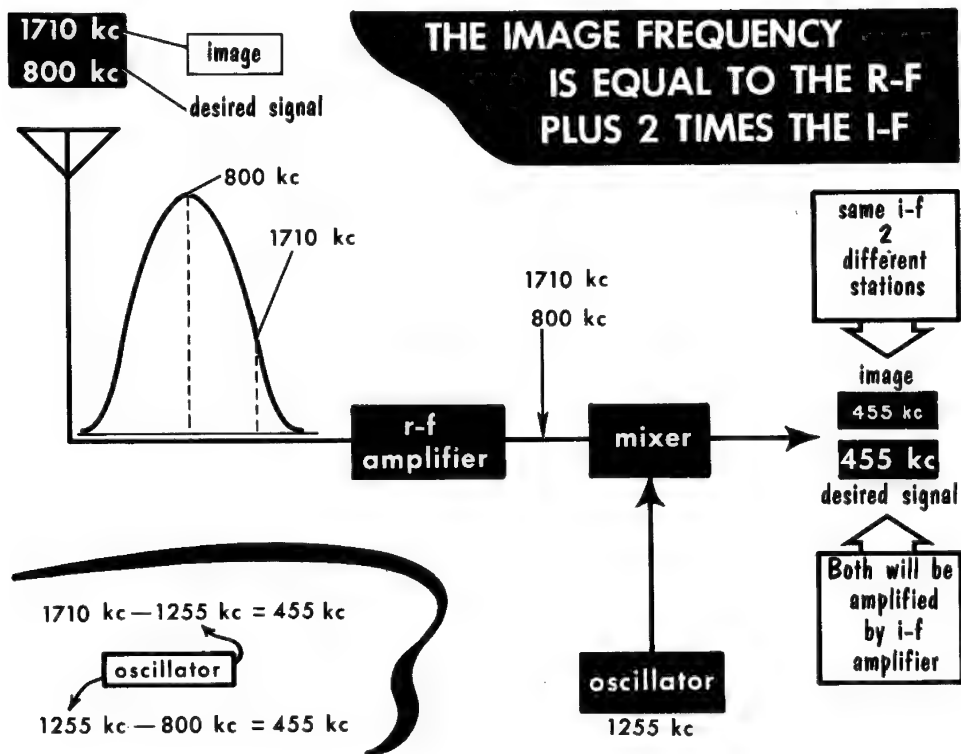 1710 kc
800 kc
image
desired signal
THE IMAGE FREQUENCY
IS EQUAL TO THE R-F
PLUS 2 TIMES THE I-F
800 kc
1710 kc
1710 kc
800 kc
same i-f
2
different
stations
image
455 kc
455 kc
desired signal
r-f
amplifier
mixer
Both will be
amplified
by i-f
amplifier
1710 kc — 1255 kc = 455 kc
oscillator
1255 kc — 800 kc = 455 kc
oscillator
1255 kc